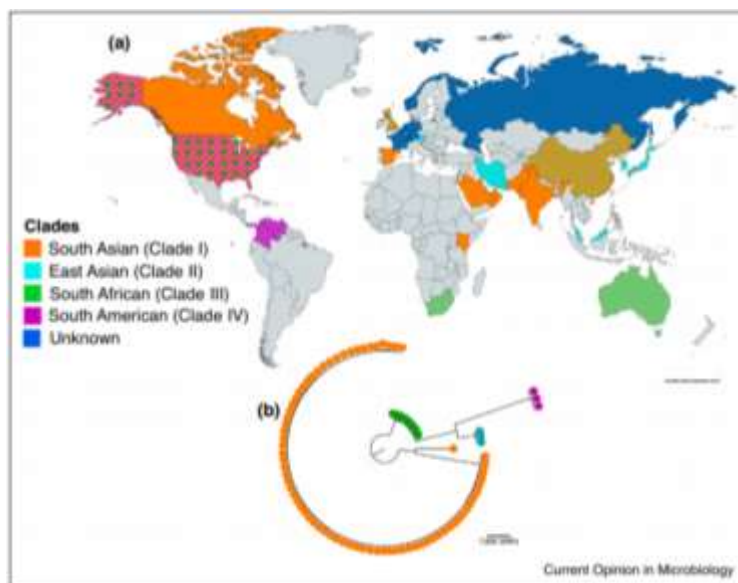 (a)
Clades
South Asian (Clade I)
East Asian (Clade II)
South African (Clade III)
South American (Clade IV)
Unknown
(b)
Current Opinion in Microbiology